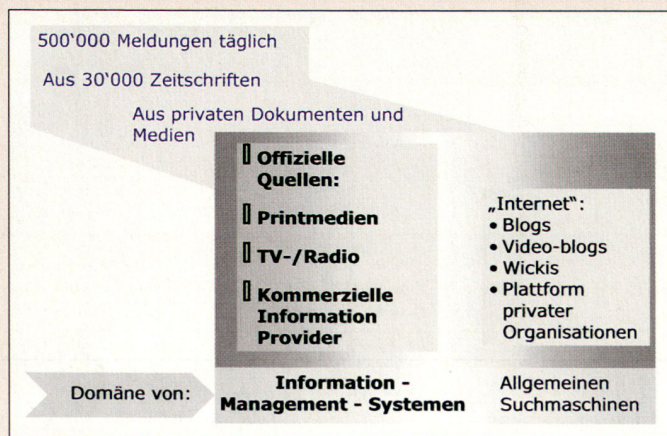 500'000 Meldungen täglich
Aus 30'000 Zeitschriften
Aus privaten Dokumenten und
Medien
Offizielle
Quellen:
Printmedien
TV-/Radio
Kommerzielle
Information
Provider
„Internet“:
• Blogs
• Video-blogs
• Wickis
• Plattform
privater
Organisationen
Domäne von:
Information -
Management - Systemen
Allgemeinen
Suchmaschinen